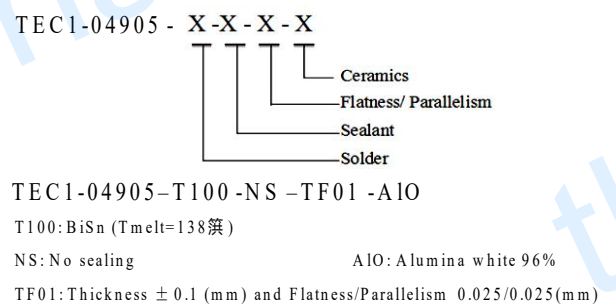 TEC1-04905 - X -X - X - X
Ceramics
Flatness/ Parallelism
Sealant
Solder
TEC1-04905–T100 -NS –TF01 -AlO
T100: BiSn (Tmelt=138篊)
NS: No sealing AlO: Alumina white 96%
TF01: Thickness ± 0.1 (mm) and Flatness/Parallelism 0.025/0.025(mm)